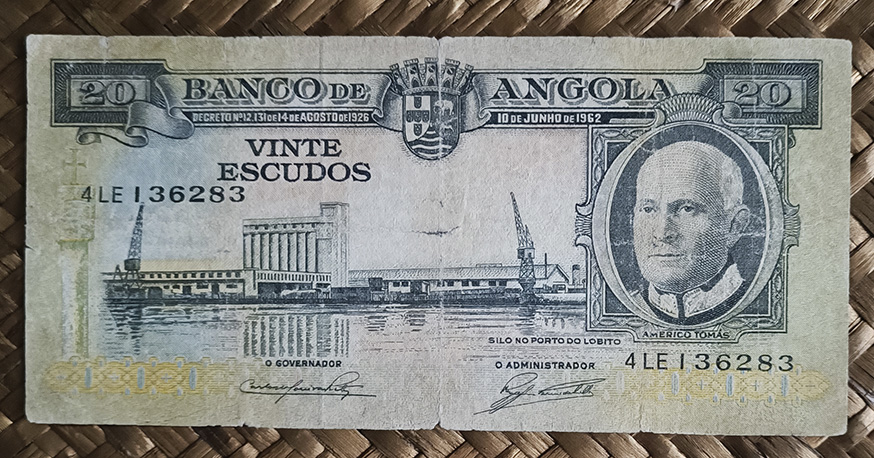 20 BANCO DE ANGOLA 20
DECRETO Nº 12.131 de 14 de AGOSTO de 1926 10 DE JUNHO DE 1962
VINTE
ESCUDOS
4LE 136283
SILO NO PORTO DO LOBITO
AMÉRICO TOMÁS
O GOVERNADOR O ADMINISTRADOR
4LE 136283